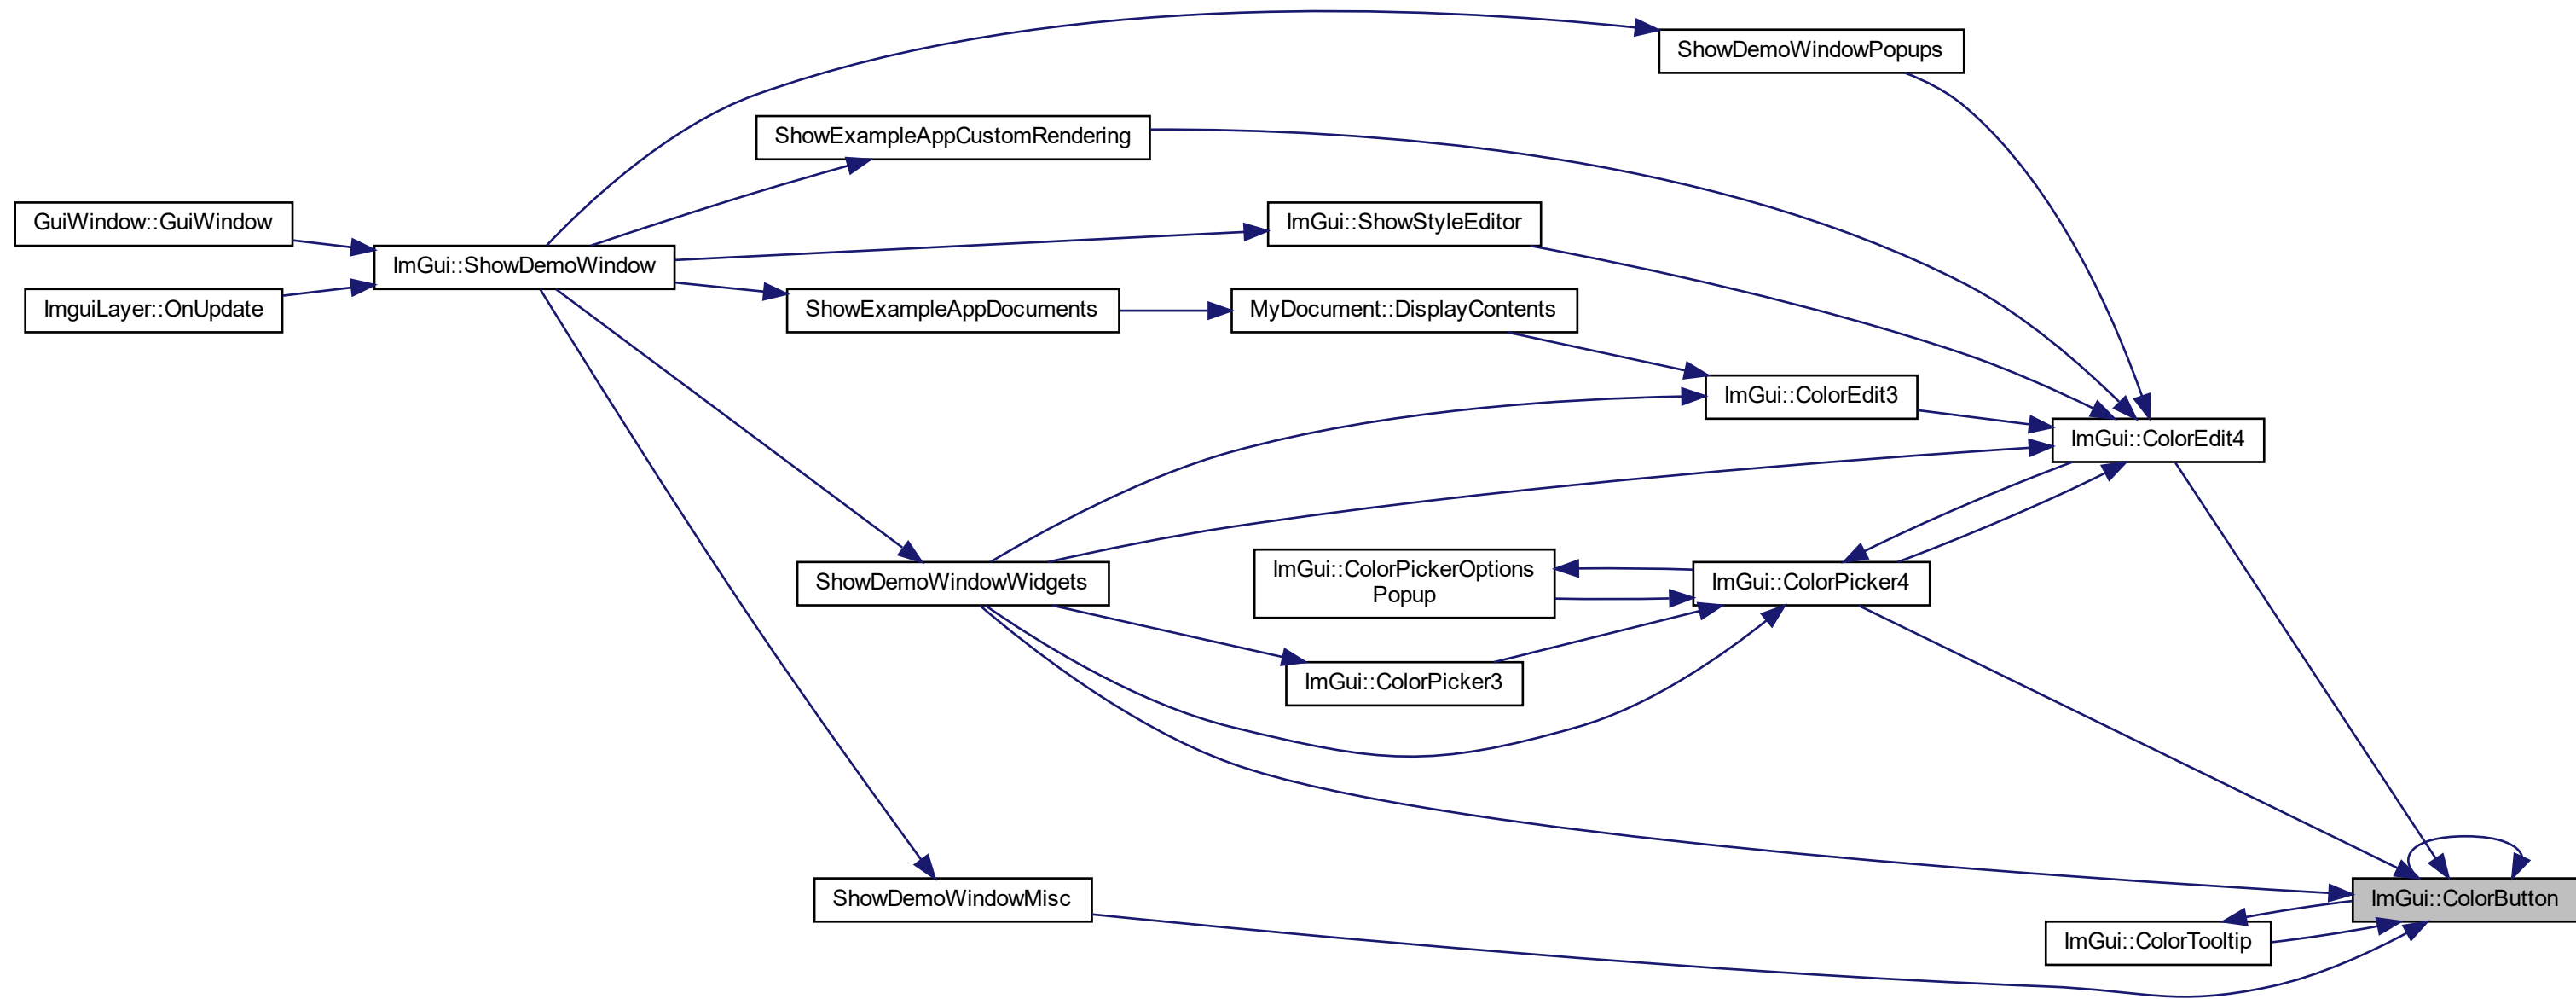 ShowDemoWindowPopups
ShowExampleAppCustomRendering
GuiWindow::GuiWindow
ImGui::ShowStyleEditor
ImGui::ShowDemoWindow
ImguiLayer::OnUpdate
ShowExampleAppDocuments
MyDocument::DisplayContents
ImGui::ColorEdit3
ImGui::ColorEdit4
ShowDemoWindowWidgets
ImGui::ColorPickerOptions
Popup
ImGui::ColorPicker4
ImGui::ColorPicker3
ShowDemoWindowMisc
ImGui::ColorButton
ImGui::ColorTooltip